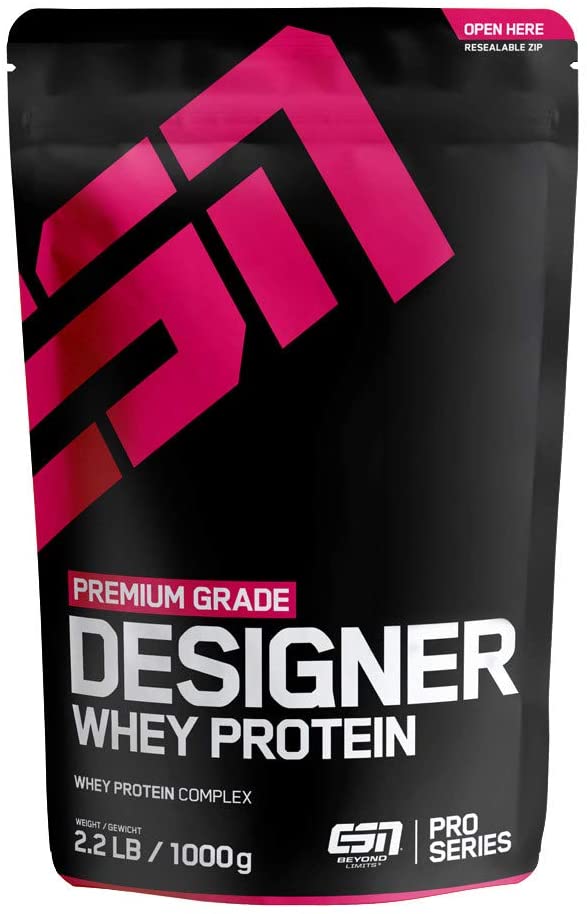 OPEN HERE
RESEALABLE ZIP
ESN
PREMIUM GRADE
DESIGNER
WHEY PROTEIN
WHEY PROTEIN COMPLEX
WEIGHT / GEWICHT
2.2 LB / 1000g
ESN
BEYOND
LIMITS®
PRO
SERIES